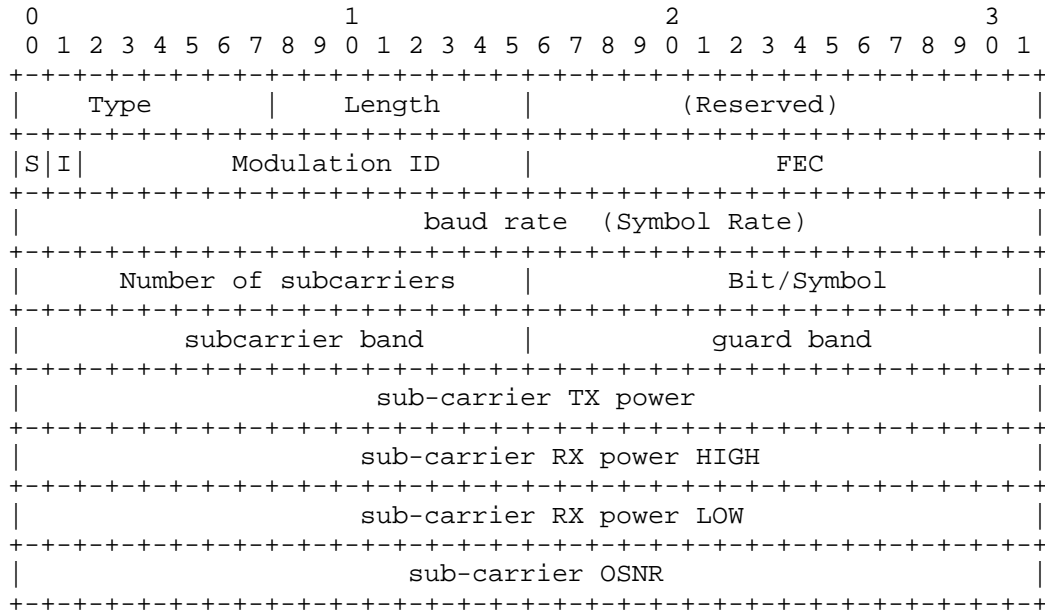 0                   1                   2                   3
 0 1 2 3 4 5 6 7 8 9 0 1 2 3 4 5 6 7 8 9 0 1 2 3 4 5 6 7 8 9 0 1
+-+-+-+-+-+-+-+-+-+-+-+-+-+-+-+-+-+-+-+-+-+-+-+-+-+-+-+-+-+-+-+-+
|    Type       |    Length     |         (Reserved)            |
+-+-+-+-+-+-+-+-+-+-+-+-+-+-+-+-+-+-+-+-+-+-+-+-+-+-+-+-+-+-+-+-+
|S|I|         Modulation ID     |               FEC             |
+-+-+-+-+-+-+-+-+-+-+-+-+-+-+-+-+-+-+-+-+-+-+-+-+-+-+-+-+-+-+-+-+
|                         baud rate  (Symbol Rate)              |
+-+-+-+-+-+-+-+-+-+-+-+-+-+-+-+-+-+-+-+-+-+-+-+-+-+-+-+-+-+-+-+-+
|      Number of subcarriers    |            Bit/Symbol         |
+-+-+-+-+-+-+-+-+-+-+-+-+-+-+-+-+-+-+-+-+-+-+-+-+-+-+-+-+-+-+-+-+
|          subcarrier band      |           guard band          |
+-+-+-+-+-+-+-+-+-+-+-+-+-+-+-+-+-+-+-+-+-+-+-+-+-+-+-+-+-+-+-+-+
|                      sub-carrier TX power                     |
+-+-+-+-+-+-+-+-+-+-+-+-+-+-+-+-+-+-+-+-+-+-+-+-+-+-+-+-+-+-+-+-+
|                     sub-carrier RX power HIGH                 |
+-+-+-+-+-+-+-+-+-+-+-+-+-+-+-+-+-+-+-+-+-+-+-+-+-+-+-+-+-+-+-+-+
|                     sub-carrier RX power LOW                  |
+-+-+-+-+-+-+-+-+-+-+-+-+-+-+-+-+-+-+-+-+-+-+-+-+-+-+-+-+-+-+-+-+
|                        sub-carrier OSNR                       |
+-+-+-+-+-+-+-+-+-+-+-+-+-+-+-+-+-+-+-+-+-+-+-+-+-+-+-+-+-+-+-+-+